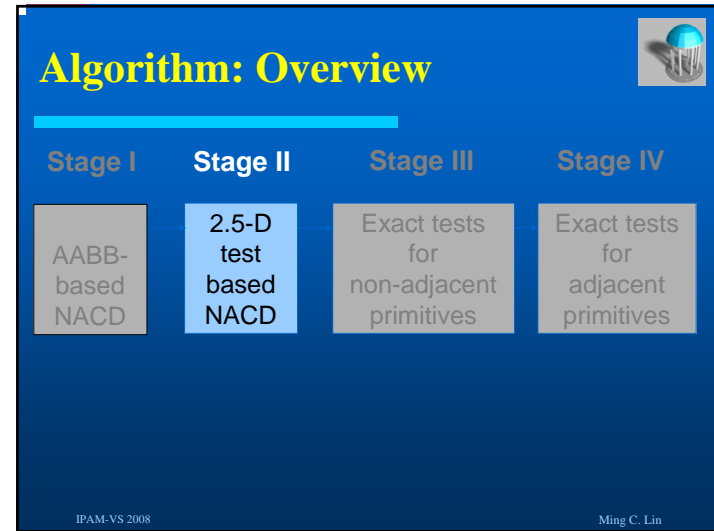 Algorithm: Overview
Stage I
Stage II
Stage III
Stage IV
AABB-
based
NACD
2.5-D
test
based
NACD
Exact tests
for
non-adjacent
primitives
Exact tests
for
adjacent
primitives
IPAM-VS 2008
Ming C. Lin